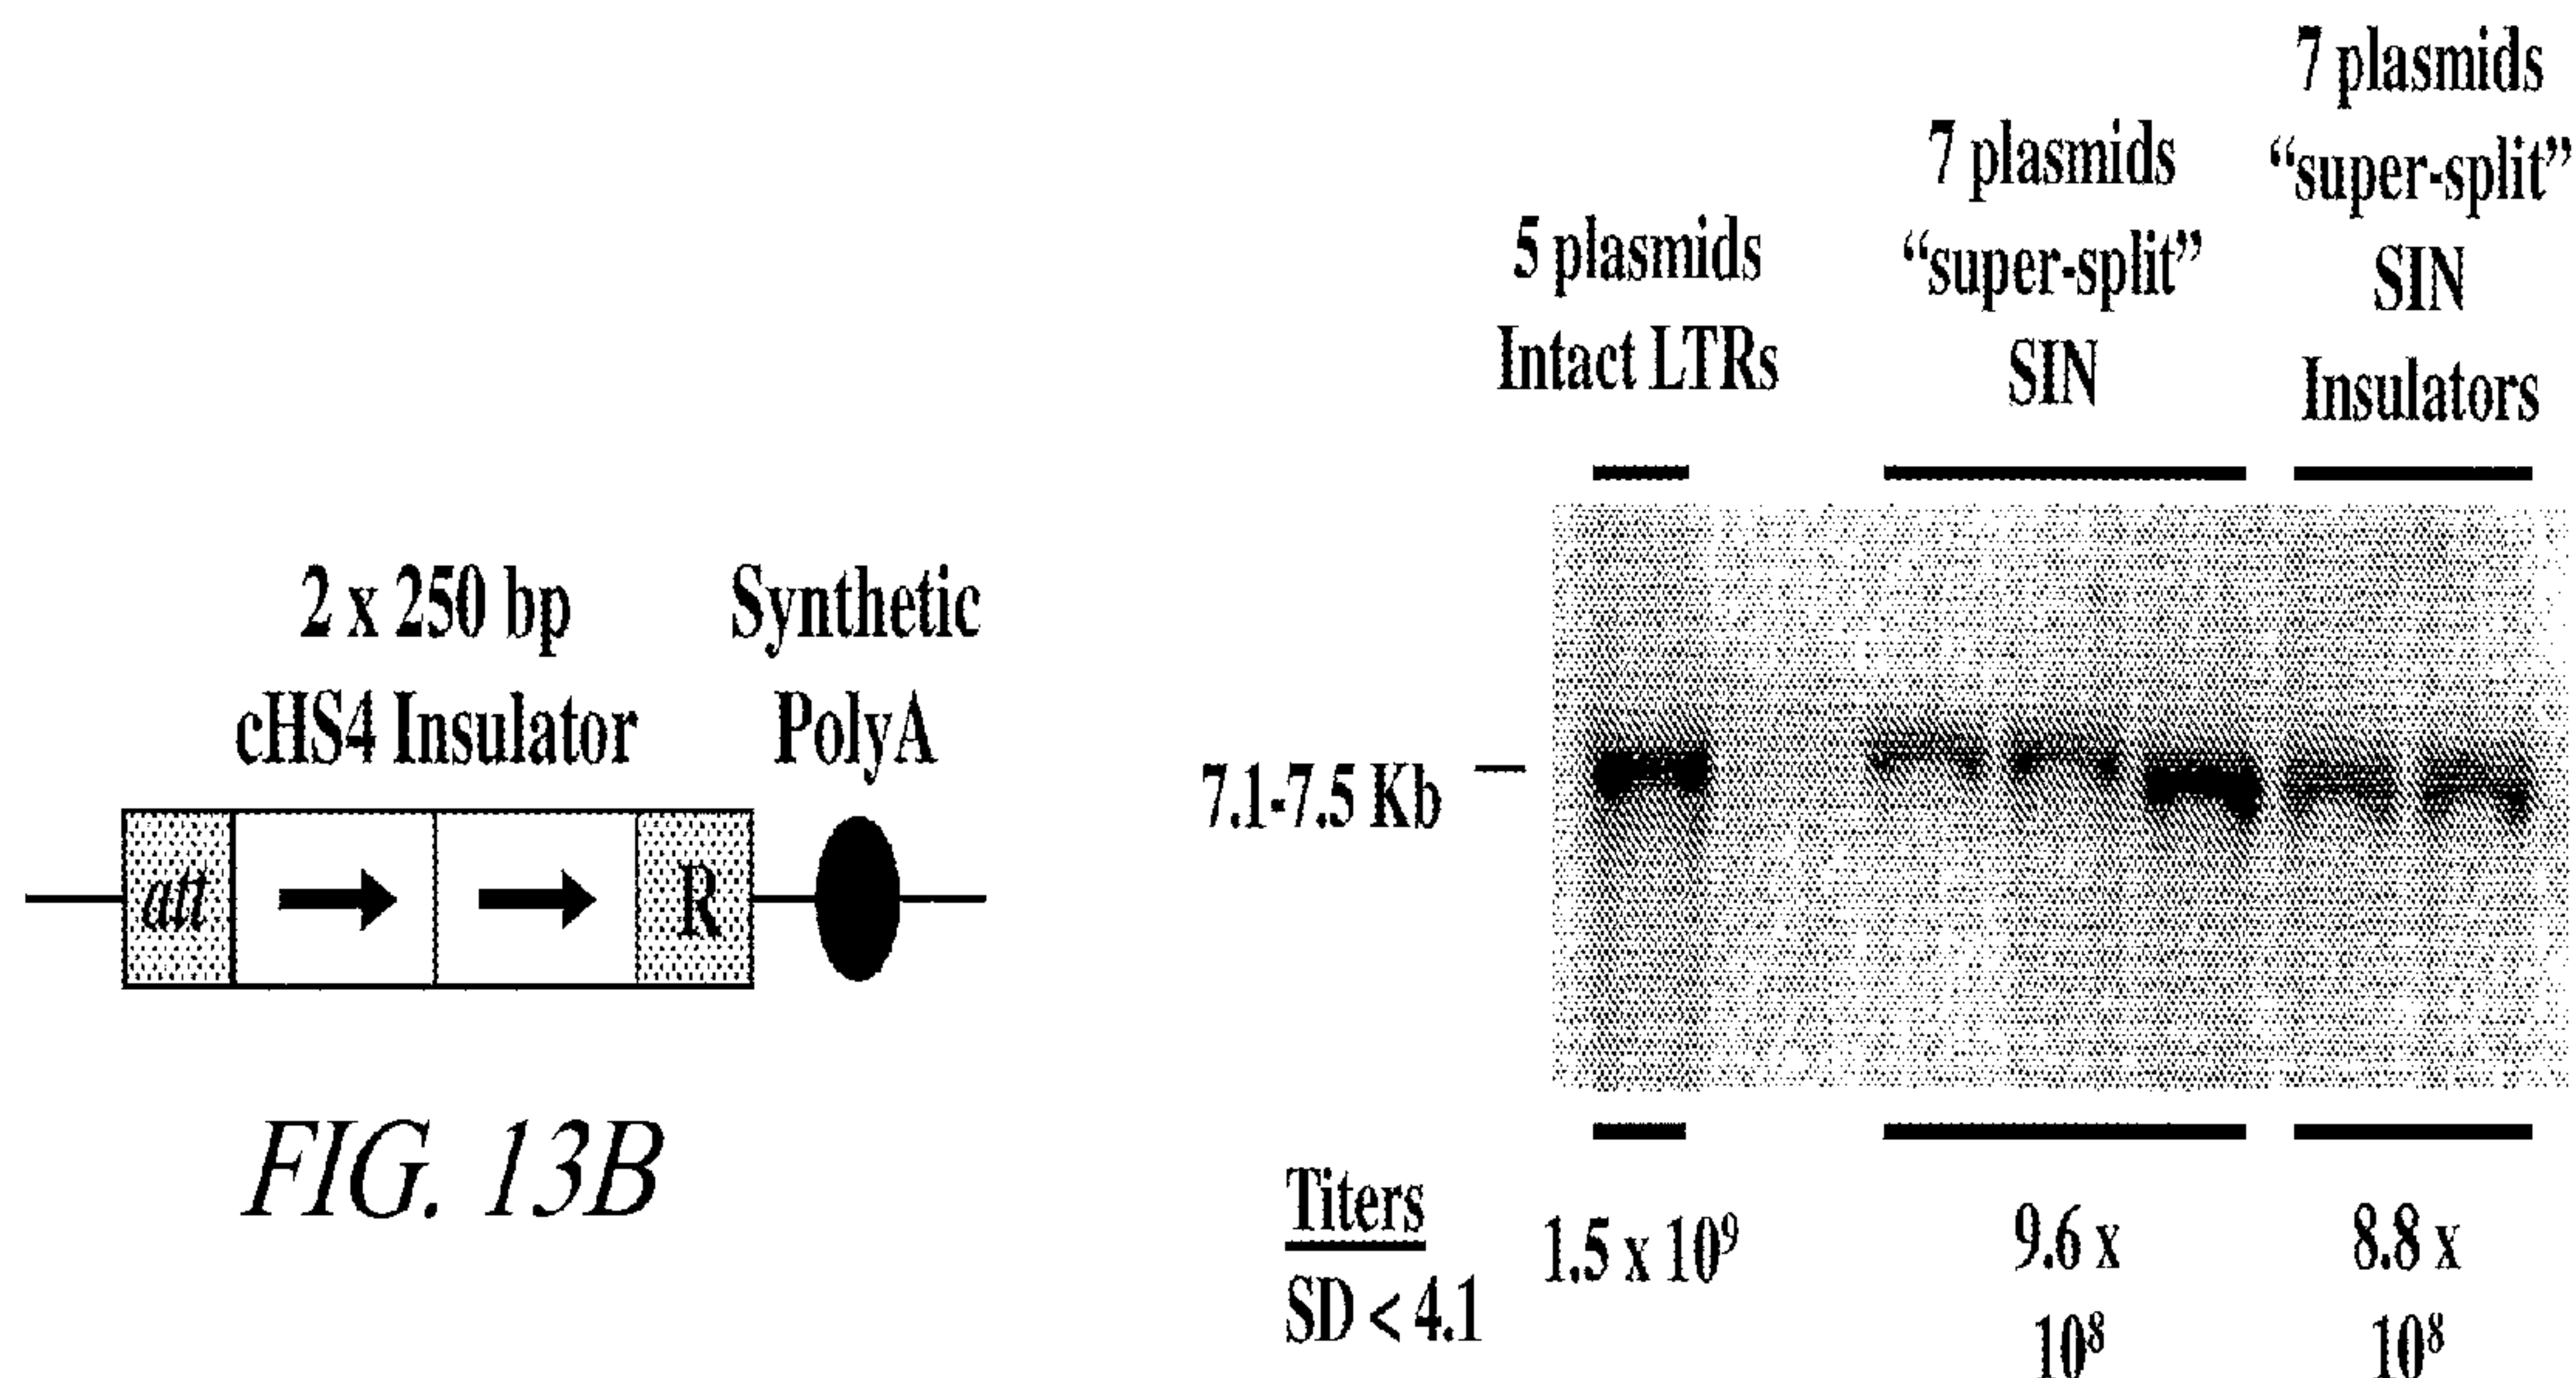 2 x 250 bp
cHS4 Insulator
Synthetic
PolyA
att
R
FIG. 13B
5 plasmids
Intact LTRs
7 plasmids
“super-split”
SIN
7 plasmids
“super-split”
SIN
Insulators
7.1-7.5 Kb
Titers
SD < 4.1
1.5 x 10⁹
9.6 x
10⁸
8.8 x
10⁸